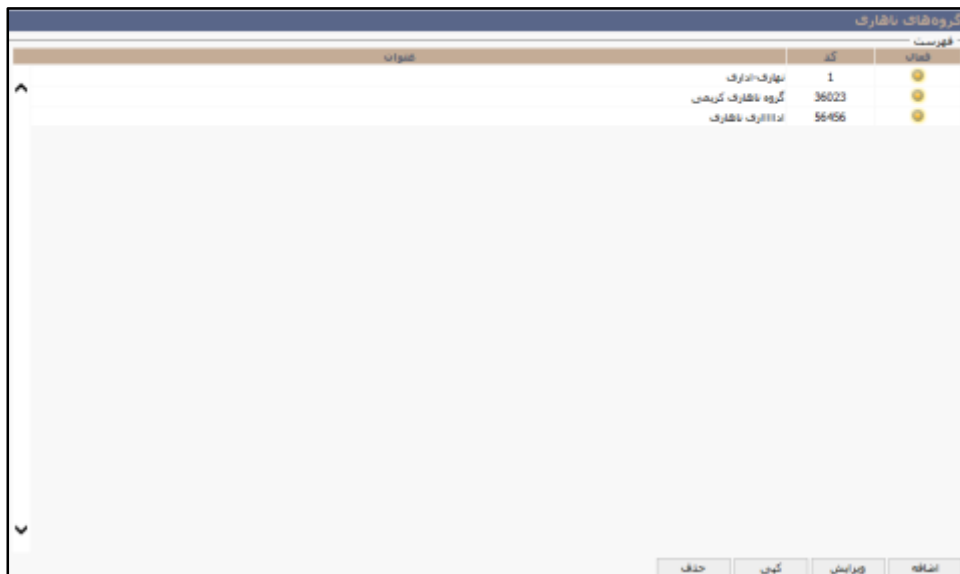 گروه‌های ناهاری
فهرست
فعال کد عنوان
1 نهاری-اداری
36023 گروه ناهاری کریمی
56456 اداااااری ناهاری
اضافه ویرایش کپی حذف